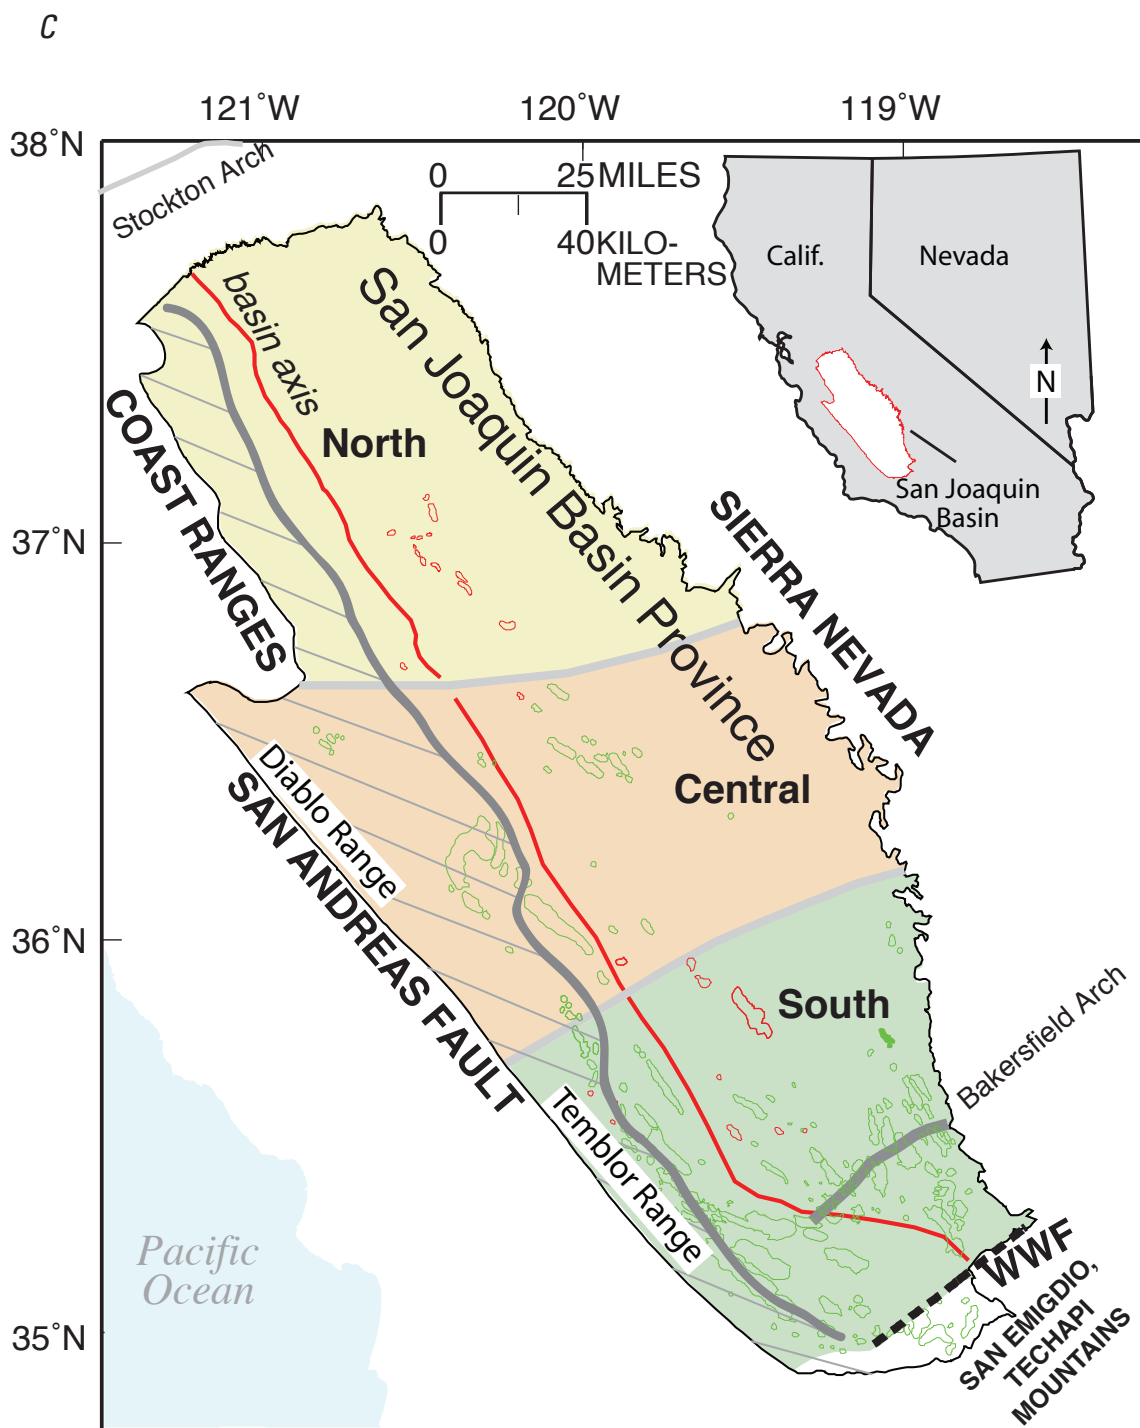 C
121°W
120°W
119°W
38°N
37°N
36°N
35°N
Stockton Arch
0
25 MILES
0
40 KILO-
METERS
Calif.
Nevada
N
San Joaquin
Basin
basin axis
San Joaquin Basin Province
North
COAST RANGES
SIERRA NEVADA
Central
Diablo Range
SAN ANDREAS FAULT
South
Bakersfield Arch
Temblor Range
WWF
SAN EMIGDIO,
TECHAPI
MOUNTAINS
Pacific
Ocean